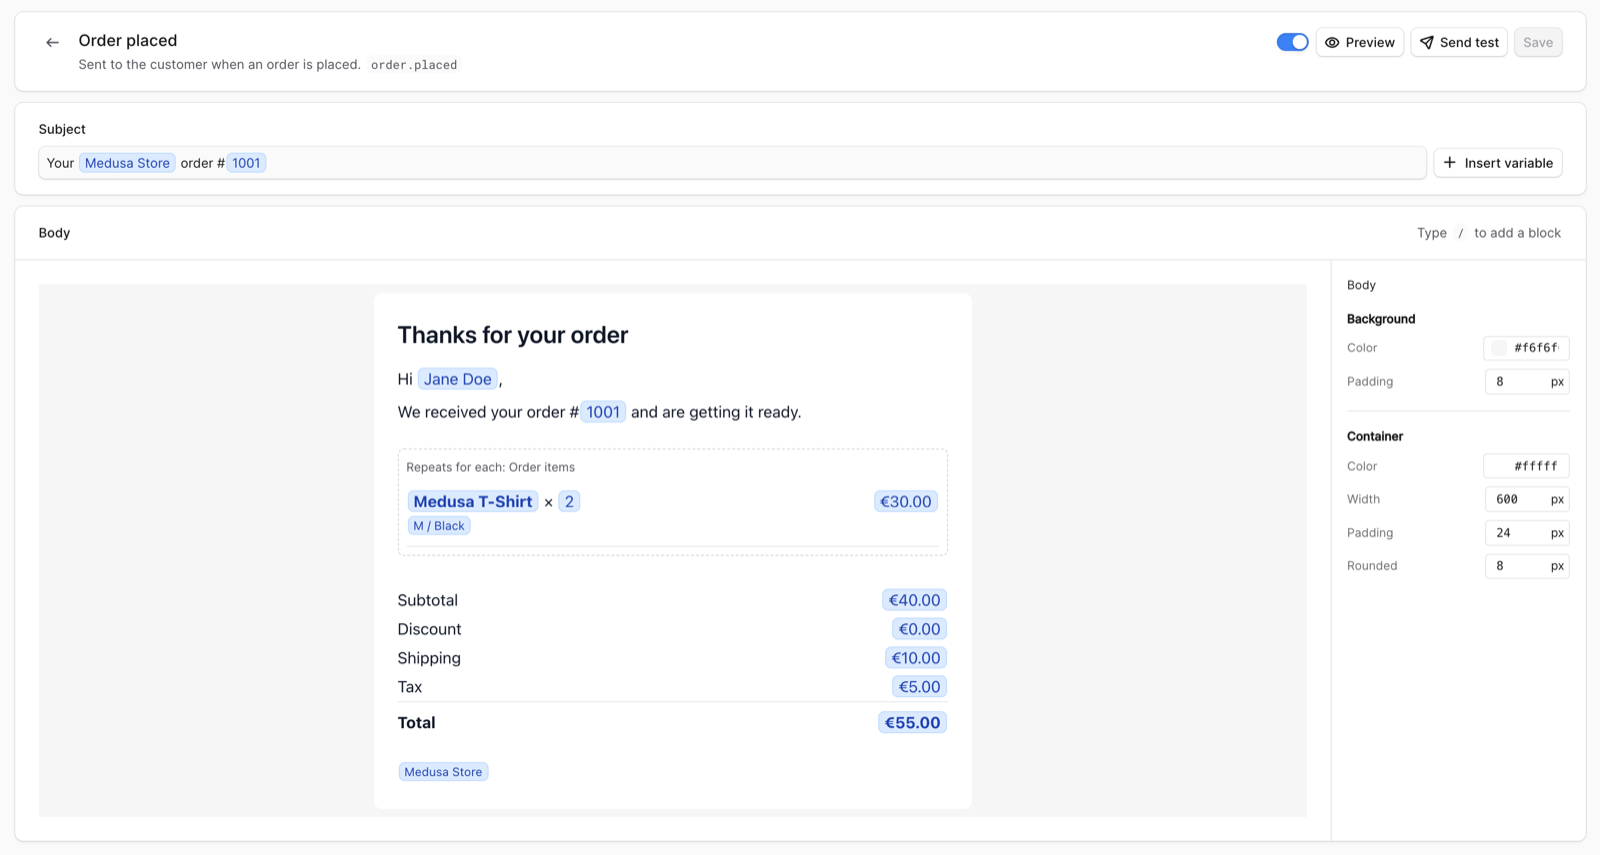 Order placed
Sent to the customer when an order is placed. order.placed
Preview
Send test
Save
Subject
Your Medusa Store order # 1001
Insert variable
Body
Type / to add a block
Thanks for your order
Hi Jane Doe ,
We received your order # 1001 and are getting it ready.
Repeats for each: Order items
Medusa T-Shirt × 2 €30.00
M / Black
Subtotal €40.00
Discount €0.00
Shipping €10.00
Tax €5.00
Total €55.00
Medusa Store
Body
Background
Color #f6f6f
Padding 8 px
Container
Color #fffff
Width 600 px
Padding 24 px
Rounded 8 px